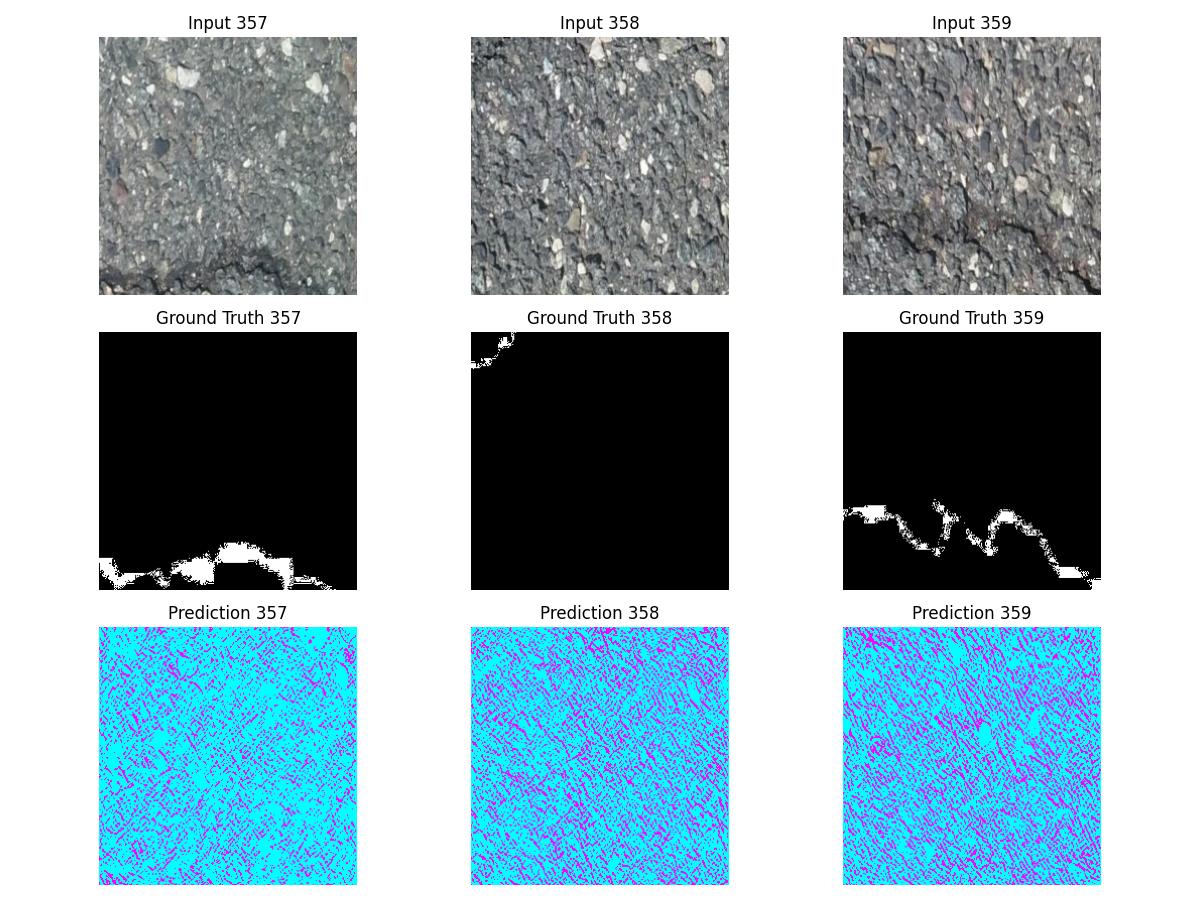 Input 357
Input 358
Input 359
Ground Truth 357
Ground Truth 358
Ground Truth 359
Prediction 357
Prediction 358
Prediction 359